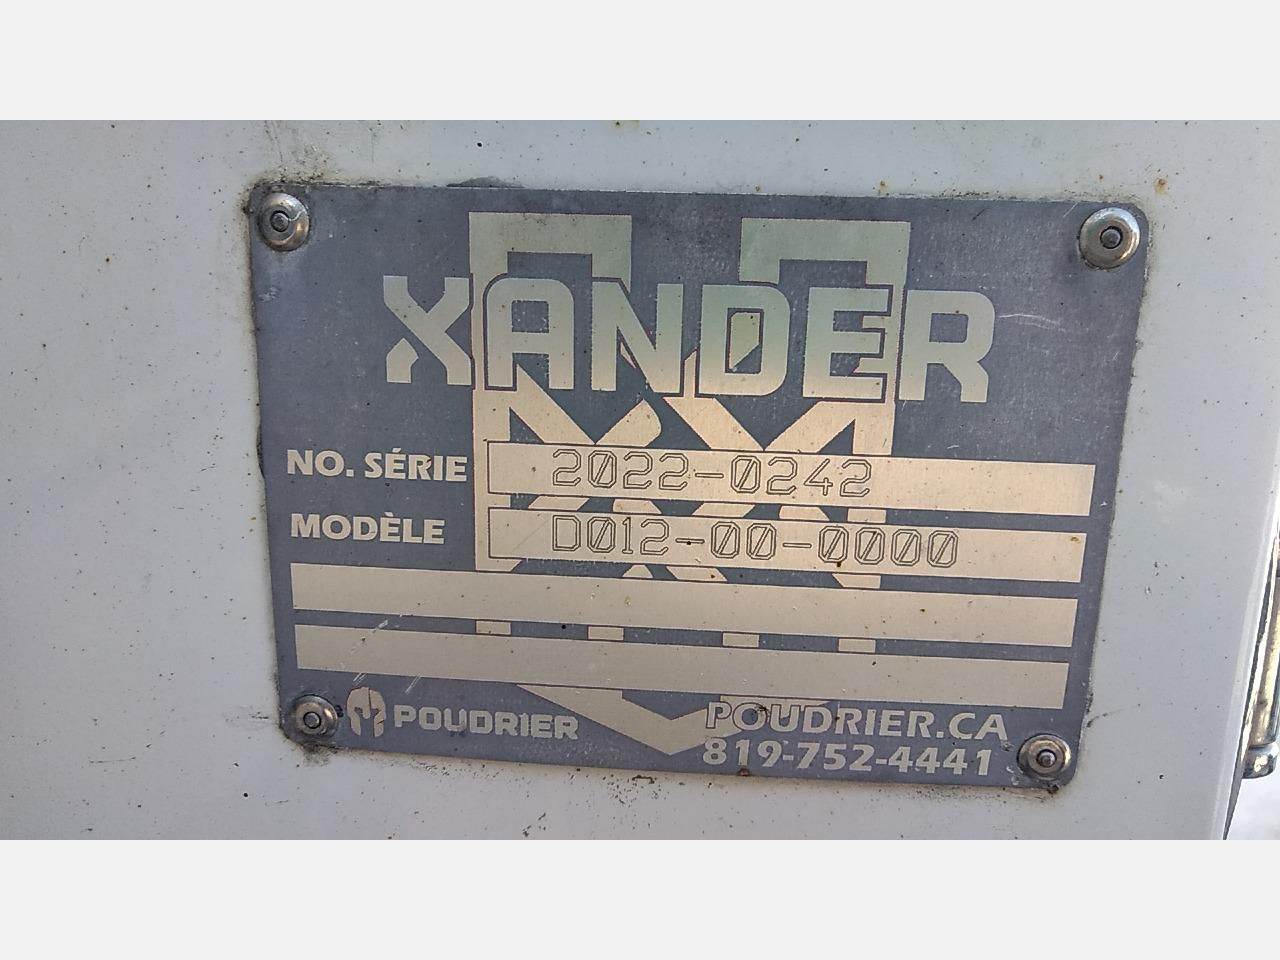 XANDER
NO. SÉRIE 2022-0242
MODÈLE D012-00-0000
POUDRIER POUDRIER.CA
819-752-4441